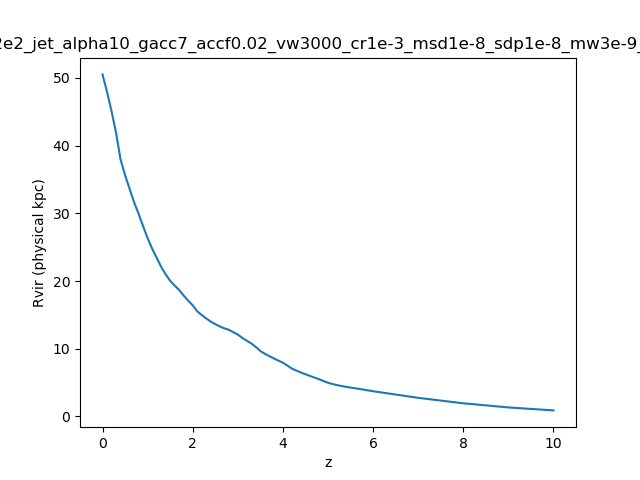 2e2_jet_alpha10_gacc7_accf0.02_vw3000_cr1e-3_msd1e-8_sdp1e-8_mw3e-9_
50
40
30
20
10
0
Rvir (physical kpc)
0 2 4 6 8 10
z